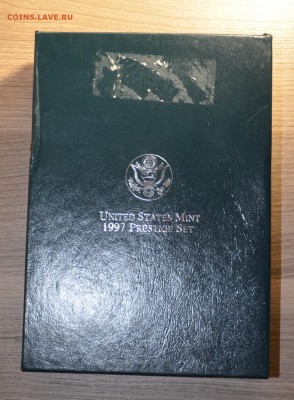 COINS.LAVE.RU
UNITED STATES MINT
1997 PRESTIGE SET